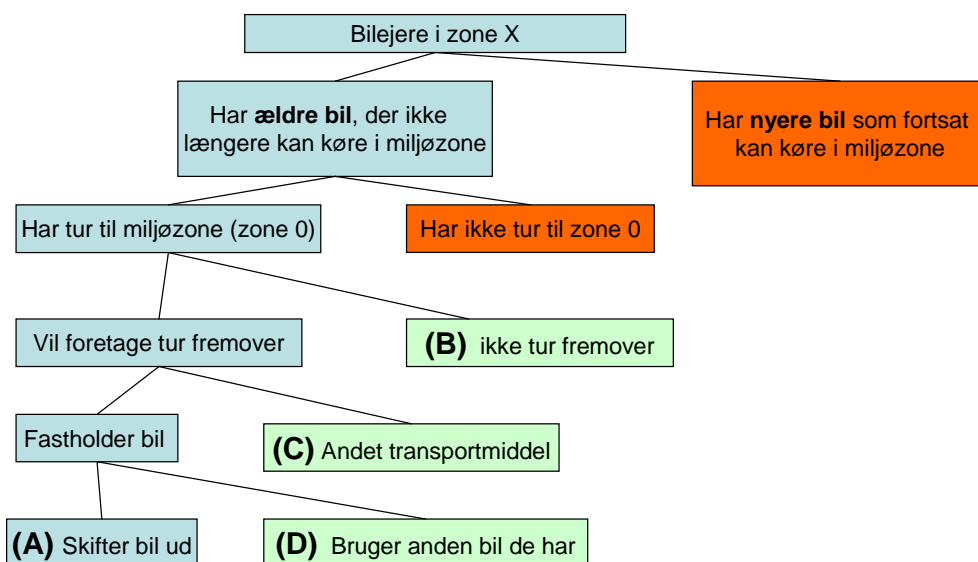 Bilejere i zone X
Har ældre bil, der ikke
længere kan køre i miljøzone
Har nyere bil som fortsat
kan køre i miljøzone
Har tur til miljøzone (zone 0)
Har ikke tur til zone 0
Vil foretage tur fremover
(B) ikke tur fremover
Fastholder bil
(C) Andet transportmiddel
(A) Skifter bil ud
(D) Bruger anden bil de har